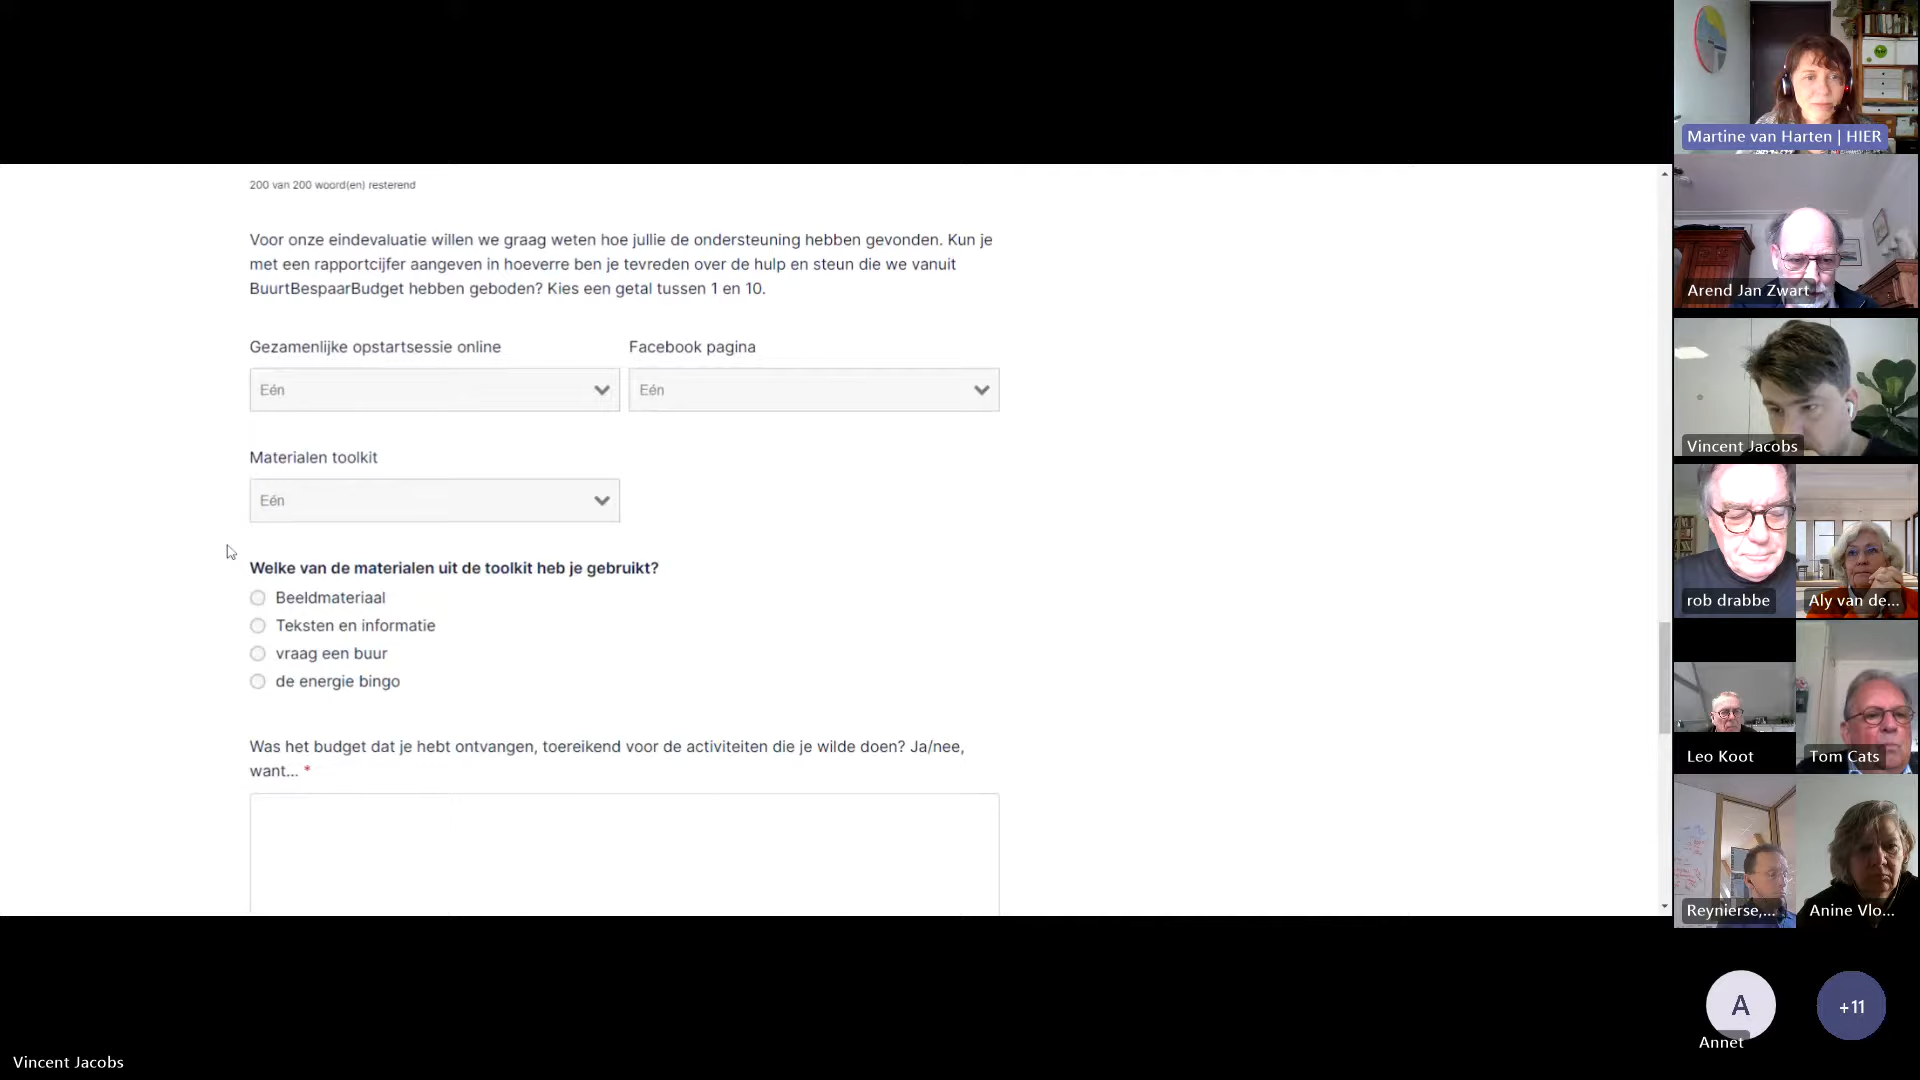 200 van 200 woord(en) resterend
Voor onze eindevaluatie willen we graag weten hoe jullie de ondersteuning hebben gevonden. Kun je
met een rapportcijfer aangeven in hoeverre ben je tevreden over de hulp en steun die we vanuit
BuurtBespaarBudget hebben geboden? Kies een getal tussen 1 en 10.
Gezamenlijke opstartsessie online
Facebook pagina
Eén
Eén
Materialen toolkit
Eén
Welke van de materialen uit de toolkit heb je gebruikt?
Beeldmateriaal
Teksten en informatie
vraag een buur
de energie bingo
Was het budget dat je hebt ontvangen, toereikend voor de activiteiten die je wilde doen? Ja/nee,
want... *
Martine van Harten | HIER
Arend Jan Zwart
Vincent Jacobs
rob drabbe
Aly van de...
Leo Koot
Tom Cats
Reynierse,...
Anine Vlo...
A
+11
Annet
Vincent Jacobs